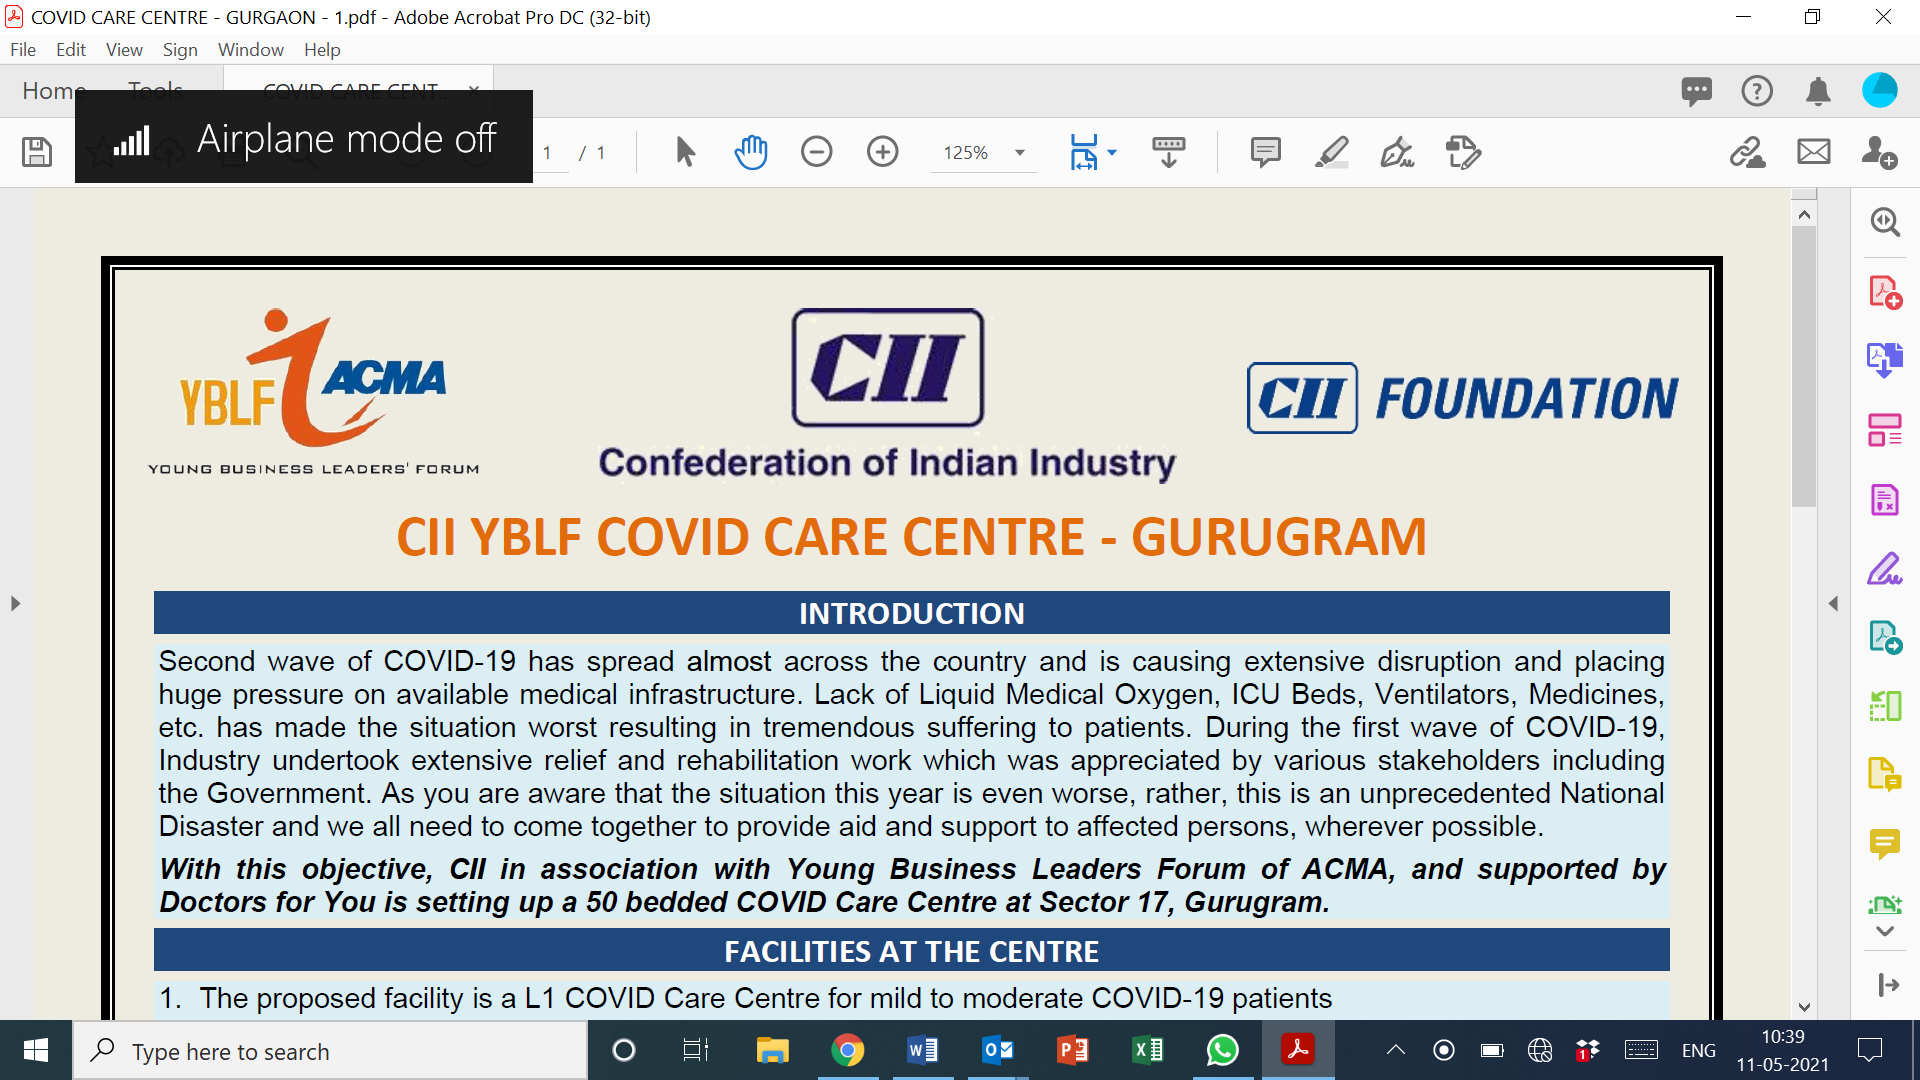 COVID CARE CENTRE - GURGAON - 1.pdf - Adobe Acrobat Pro DC (32-bit)
File Edit View Sign Window Help
Home Tools COVID CARE CENT... ×
Airplane mode off
1 / 1 125%
YBLF ACMA
YOUNG BUSINESS LEADERS' FORUM
CII
Confederation of Indian Industry
CII FOUNDATION
CII YBLF COVID CARE CENTRE - GURUGRAM
INTRODUCTION
Second wave of COVID-19 has spread almost across the country and is causing extensive disruption and placing
huge pressure on available medical infrastructure. Lack of Liquid Medical Oxygen, ICU Beds, Ventilators, Medicines,
etc. has made the situation worst resulting in tremendous suffering to patients. During the first wave of COVID-19,
Industry undertook extensive relief and rehabilitation work which was appreciated by various stakeholders including
the Government. As you are aware that the situation this year is even worse, rather, this is an unprecedented National
Disaster and we all need to come together to provide aid and support to affected persons, wherever possible.
With this objective, CII in association with Young Business Leaders Forum of ACMA, and supported by
Doctors for You is setting up a 50 bedded COVID Care Centre at Sector 17, Gurugram.
FACILITIES AT THE CENTRE
1. The proposed facility is a L1 COVID Care Centre for mild to moderate COVID-19 patients
Type here to search
ENG
10:39
11-05-2021